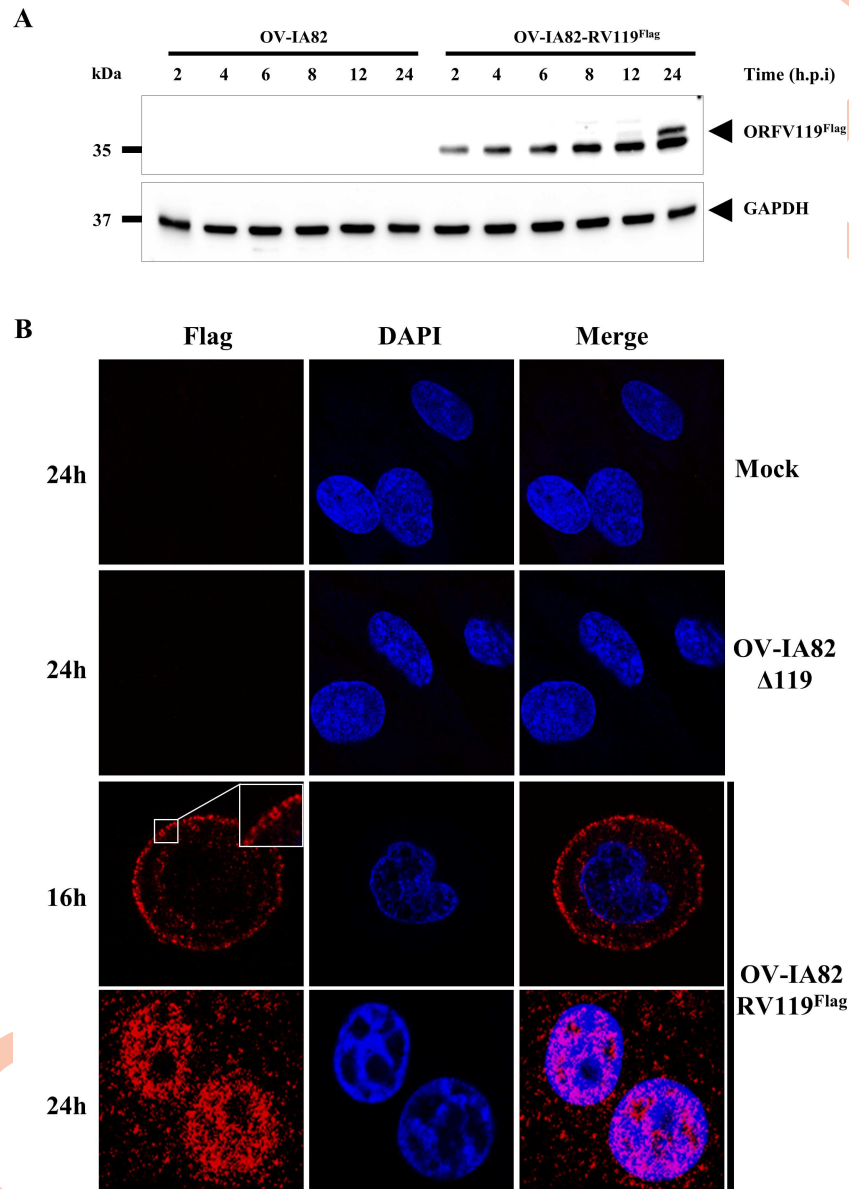 A
OV-IA82 OV-IA82-RV119Flag
kDa 2 4 6 8 12 24 2 4 6 8 12 24 Time (h.p.i)
35 ORFV119Flag
37 GAPDH
B
Flag DAPI Merge
24h Mock
24h OV-IA82
Δ119
16h
OV-IA82
RV119Flag
24h